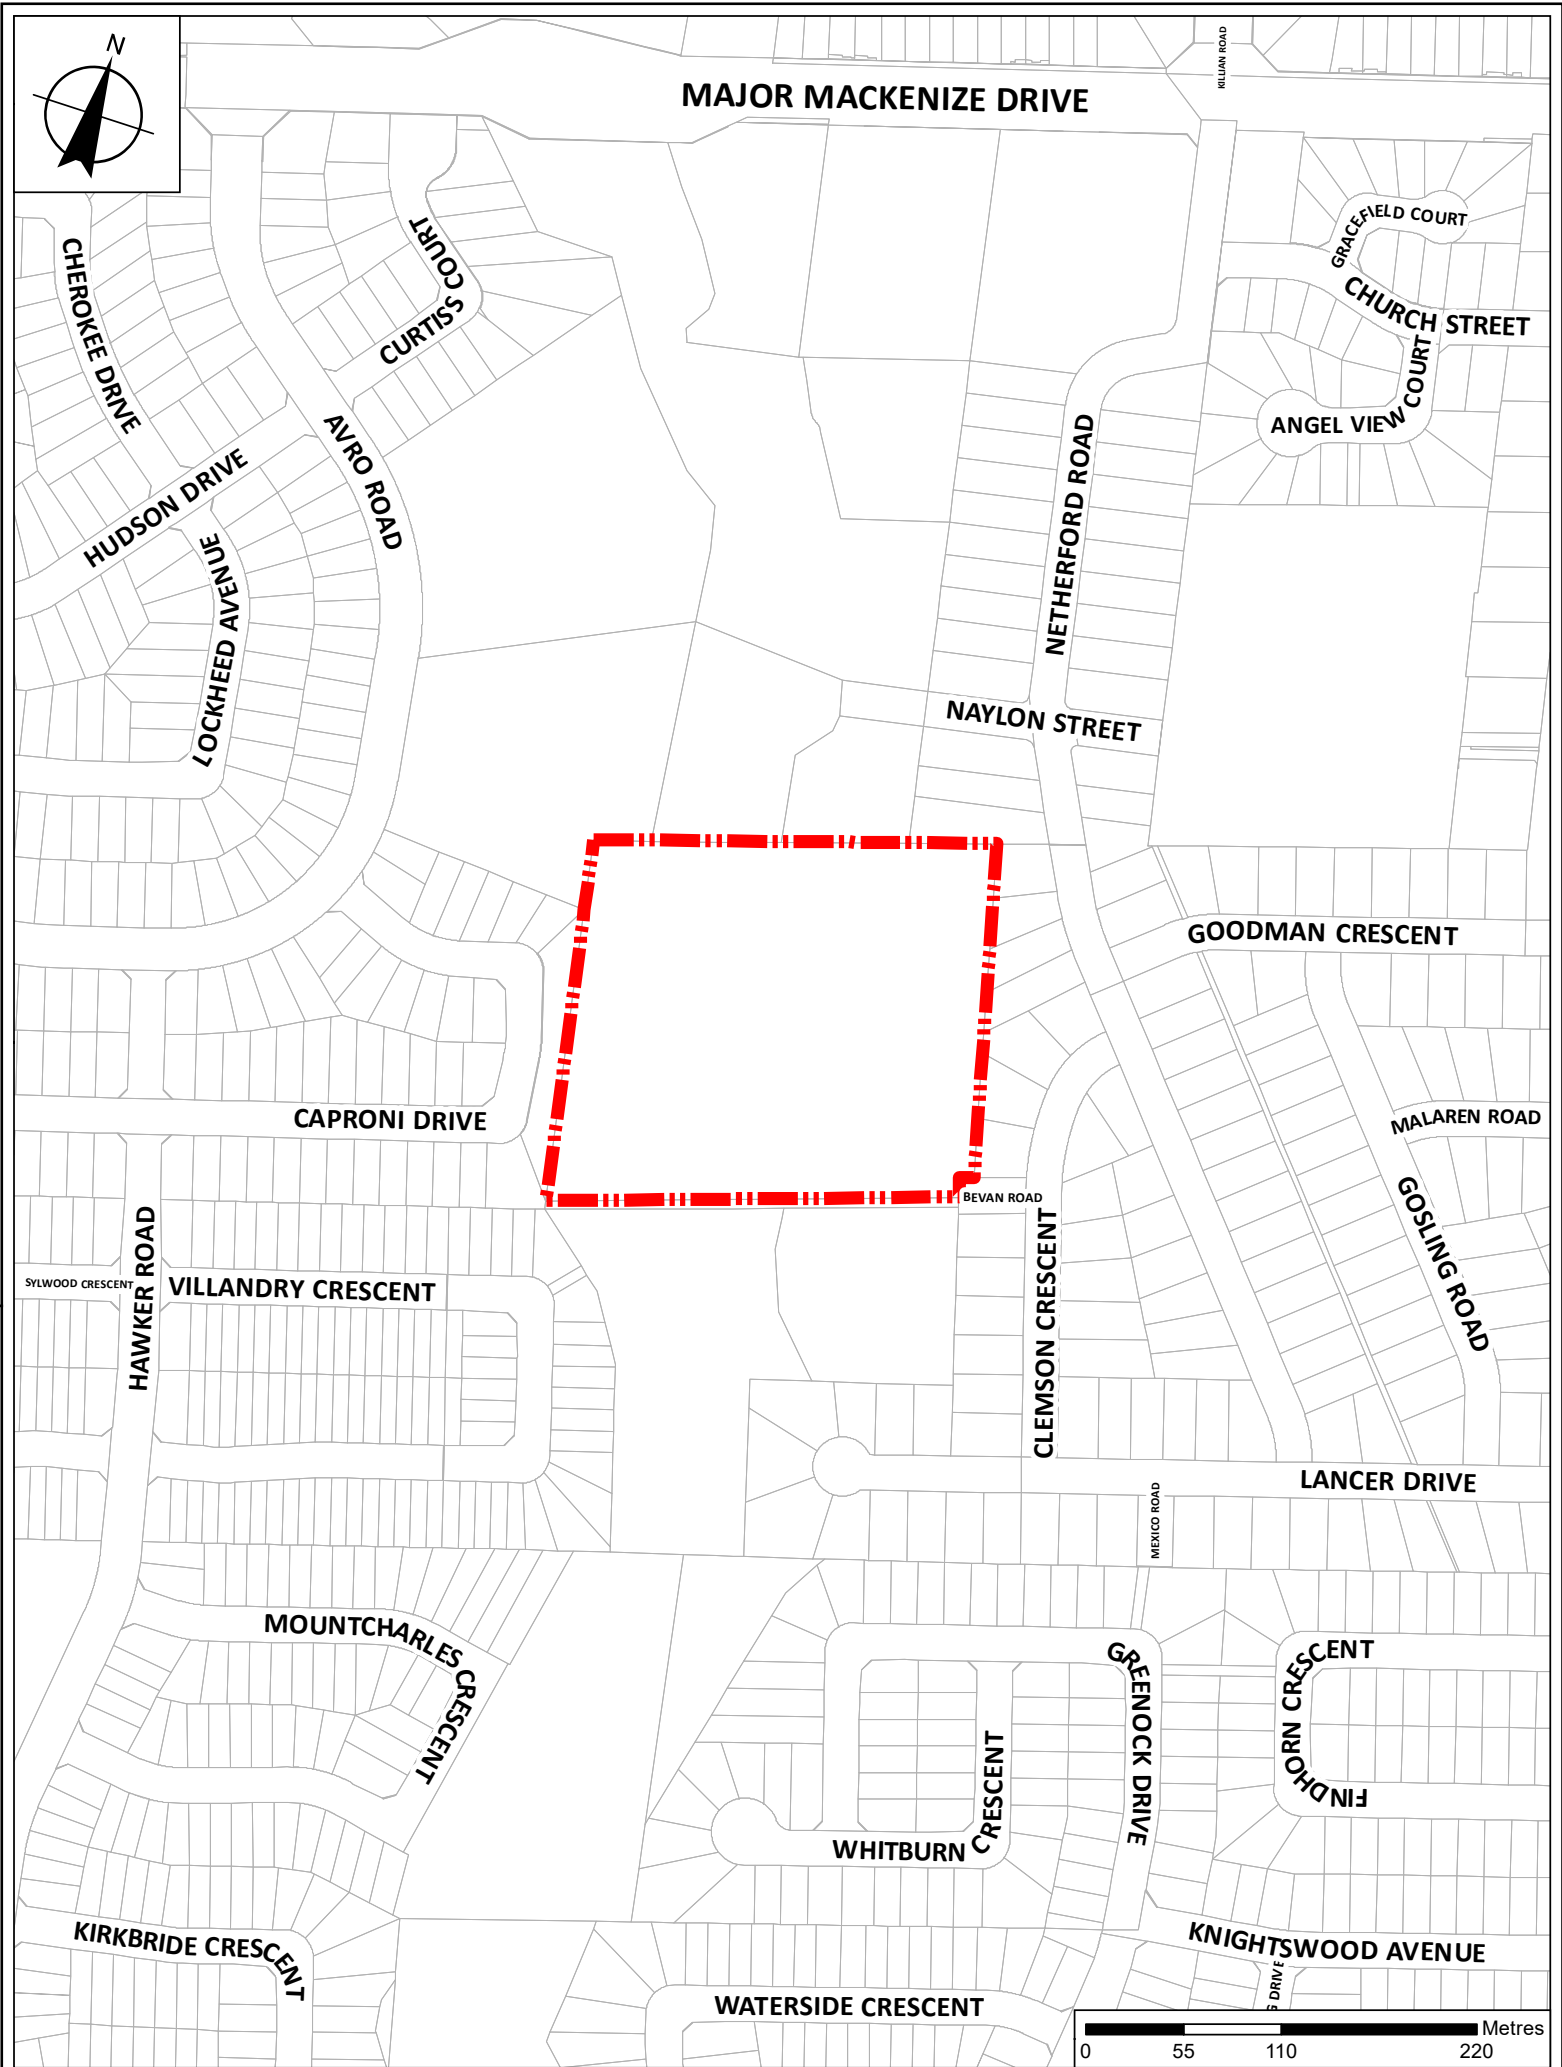 N
KILLIAN ROAD
MAJOR MACKENIZE DRIVE
GRACEFIELD COURT
CURTISS COURT
CHEROKEE DRIVE
CHURCH STREET
ANGEL VIEW COURT
AVRO ROAD
HUDSON DRIVE
NETHERFORD ROAD
LOCKHEED AVENUE
NAYLON STREET
GOODMAN CRESCENT
CAPRONI DRIVE
MALAREN ROAD
BEVAN ROAD
GOSLING ROAD
HAWKER ROAD
SYLWOOD CRESCENT
VILLANDRY CRESCENT
CLEMSON CRESCENT
LANCER DRIVE
MEXICO ROAD
MOUNTCHARLES CRESCENT
GREENOCK DRIVE
FINDHORN CRESCENT
WHITBURN CRESCENT
KIRKBRIDE CRESCENT
KNIGHTSWOOD AVENUE
DRIVE
WATERSIDE CRESCENT
Metres
0 55 110 220